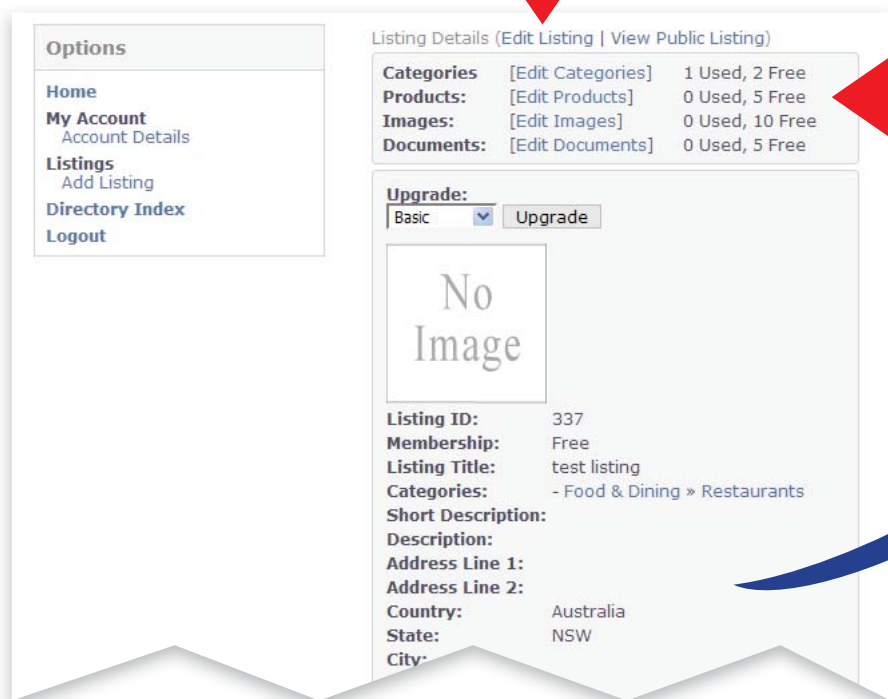 Options
Home
My Account
Account Details
Listings
Add Listing
Directory Index
Logout
Listing Details (Edit Listing | View Public Listing)
Categories [Edit Categories] 1 Used, 2 Free
Products: [Edit Products] 0 Used, 5 Free
Images: [Edit Images] 0 Used, 10 Free
Documents: [Edit Documents] 0 Used, 5 Free
Upgrade:
Basic Upgrade
No
Image
Listing ID: 337
Membership: Free
Listing Title: test listing
Categories: - Food & Dining » Restaurants
Short Description:
Description:
Address Line 1:
Address Line 2:
Country: Australia
State: NSW
City: